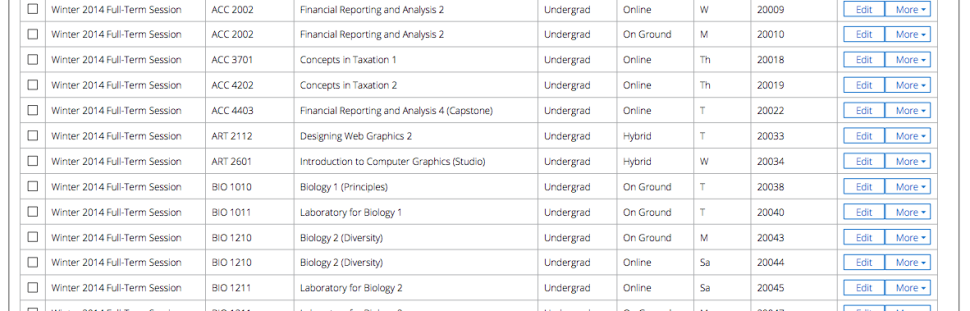 Winter 2014 Full-Term Session ACC 2002 Financial Reporting and Analysis 2 Undergrad Online W 20009 Edit More
Winter 2014 Full-Term Session ACC 2002 Financial Reporting and Analysis 2 Undergrad On Ground M 20010 Edit More
Winter 2014 Full-Term Session ACC 3701 Concepts in Taxation 1 Undergrad Online Th 20018 Edit More
Winter 2014 Full-Term Session ACC 4202 Concepts in Taxation 2 Undergrad Online Th 20019 Edit More
Winter 2014 Full-Term Session ACC 4403 Financial Reporting and Analysis 4 (Capstone) Undergrad Online T 20022 Edit More
Winter 2014 Full-Term Session ART 2112 Designing Web Graphics 2 Undergrad Hybrid T 20033 Edit More
Winter 2014 Full-Term Session ART 2601 Introduction to Computer Graphics (Studio) Undergrad Hybrid W 20034 Edit More
Winter 2014 Full-Term Session BIO 1010 Biology 1 (Principles) Undergrad On Ground T 20038 Edit More
Winter 2014 Full-Term Session BIO 1011 Laboratory for Biology 1 Undergrad On Ground T 20040 Edit More
Winter 2014 Full-Term Session BIO 1210 Biology 2 (Diversity) Undergrad On Ground M 20043 Edit More
Winter 2014 Full-Term Session BIO 1210 Biology 2 (Diversity) Undergrad Online Sa 20044 Edit More
Winter 2014 Full-Term Session BIO 1211 Laboratory for Biology 2 Undergrad Online Sa 20045 Edit More